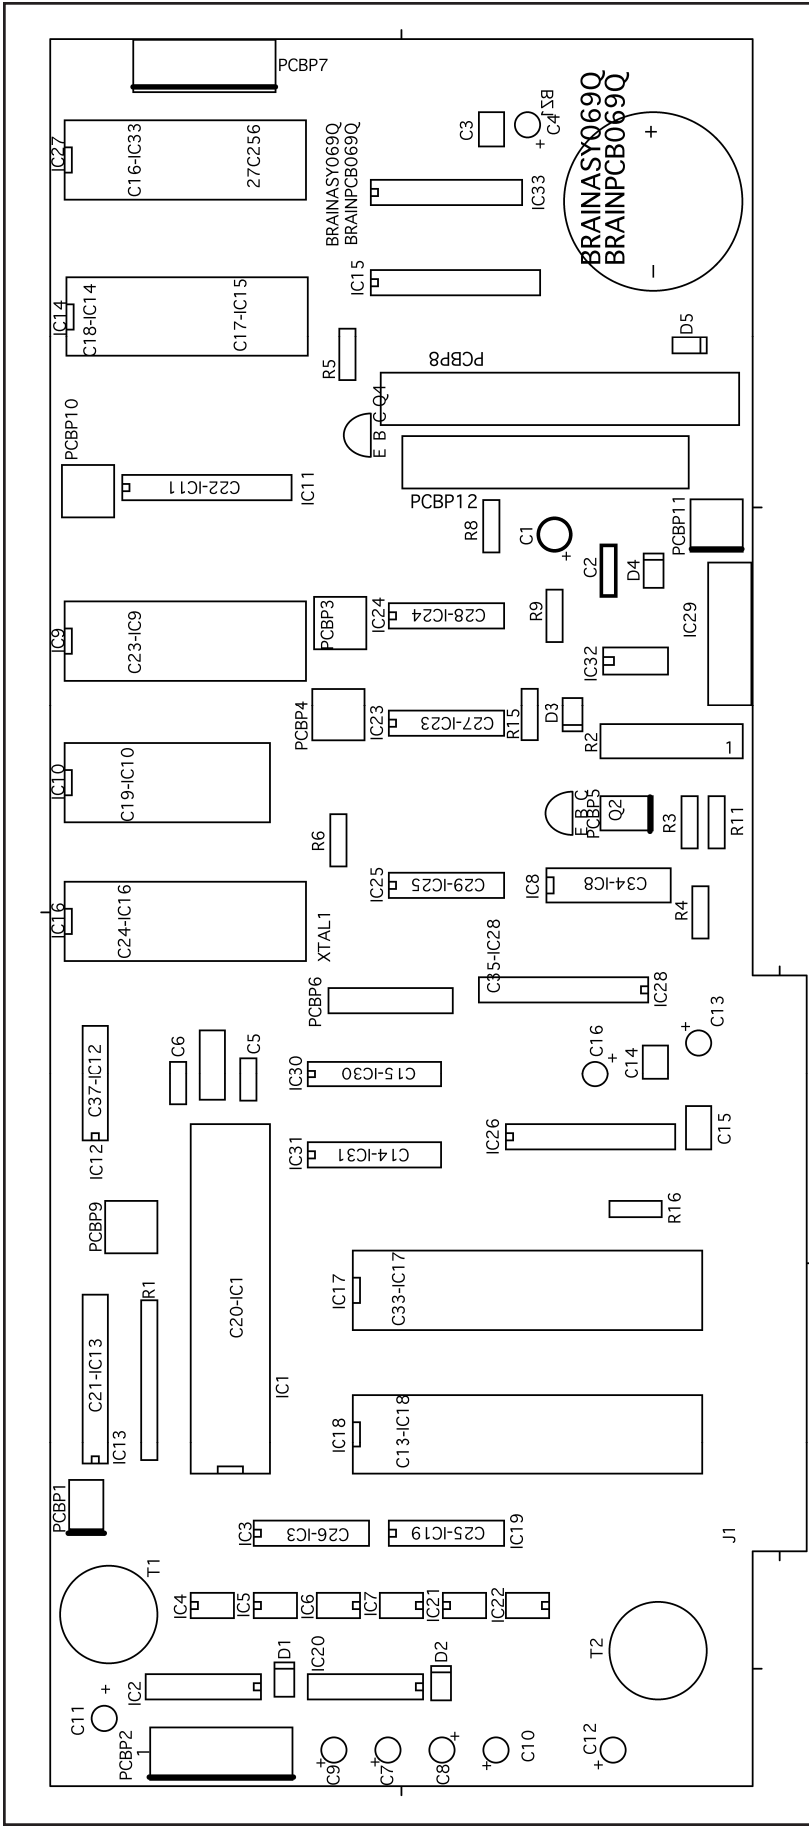 PCBP7
IC27
C16-IC33
27C256
BRAINASY069Q
BRAINPCB069Q
C3
BZ1
C4
+
BRAINASY069Q
BRAINPCB069Q
+
−
IC33
IC15
IC14
C18-IC14
C17-IC15
R5
D5
PCBP8
Q4
E B C
PCBP10
C22-IC11
IC11
PCBP12
R8
C1
+
C2
D4
PCBP11
IC9
C23-IC9
PCBP3
IC24
C28-IC24
R9
IC32
IC29
PCBP4
IC23
C27-IC23
R15
D3
R2
1
IC10
C19-IC10
R6
E B C
PCBP5
Q2
R3
R11
IC16
C24-IC16
XTAL1
IC25
C29-IC25
IC8
C34-IC8
R4
PCBP6
C35-IC28
IC28
C37-IC12
IC12
C6
C5
IC30
C15-IC30
C16
+
C14
+
C13
IC31
C14-IC31
IC26
C15
PCBP9
R16
C21-IC13
IC13
R1
C20-IC1
IC1
IC17
C33-IC17
IC18
C13-IC18
PCBP1
IC3
C26-IC3
C25-IC19
IC19
J1
T1
IC4
IC5
IC6
IC7
IC21
IC22
T2
IC2
D1
IC20
D2
C11
+
PCBP2
1
C9
+
C7
+
C8
+
C10
+
C12
+